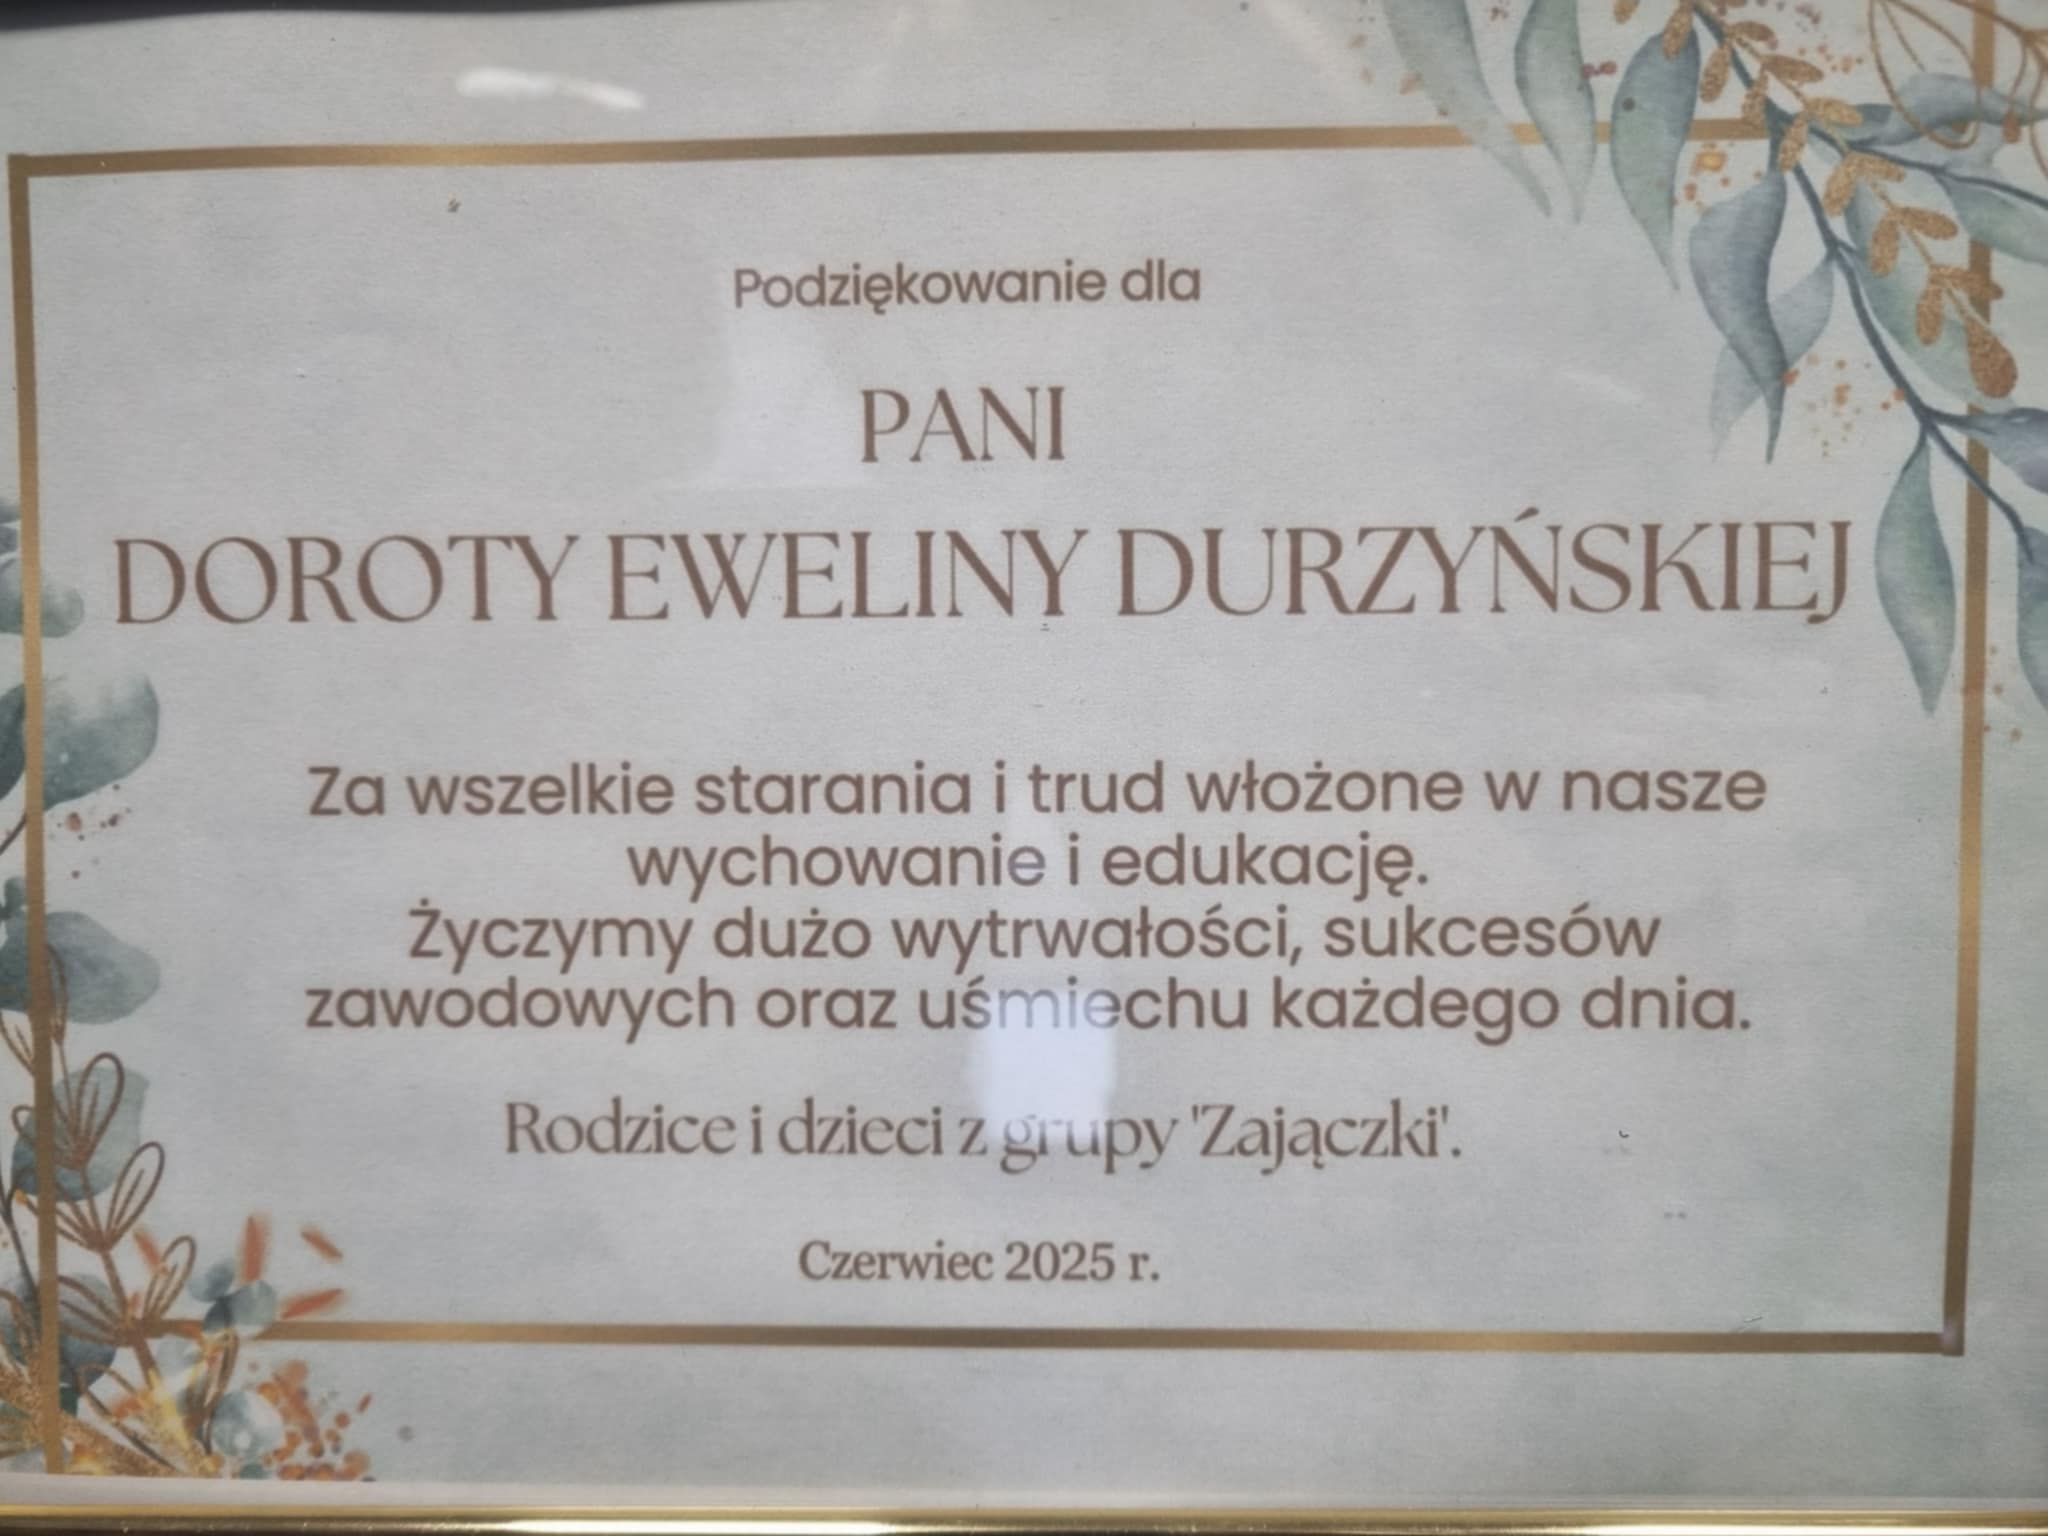 Podziękowanie dla
PANI
DOROTY EWELINY DURZYŃSKIEJ
Za wszelkie starania i trud włożone w nasze
wychowanie i edukację.
Życzymy dużo wytrwałości, sukcesów
zawodowych oraz uśmiechu każdego dnia.
Rodzice i dzieci z grupy 'Zajączki'.
Czerwiec 2025 r.